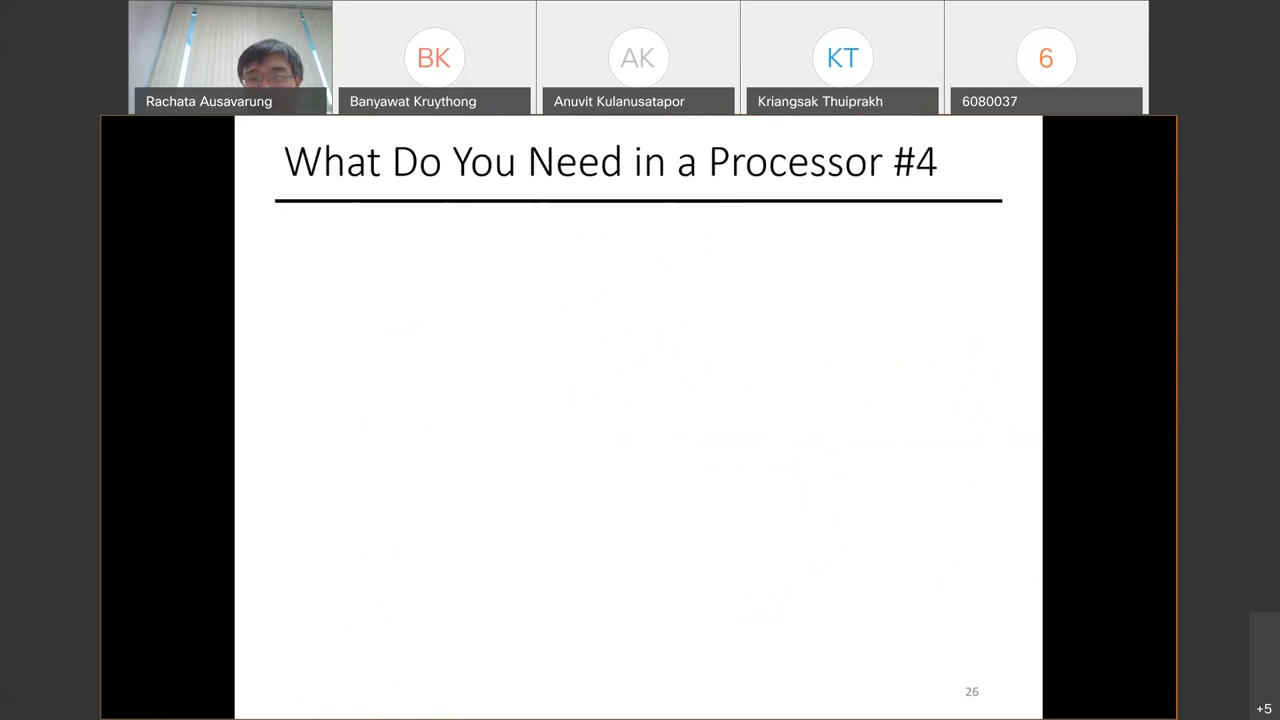 BK
AK
KT
6
Rachata Ausavarung
Banyawat Kruythong
Anuvit Kulanusatapor
Kriangsak Thuiprakh
6080037
What Do You Need in a Processor #4
26
+5